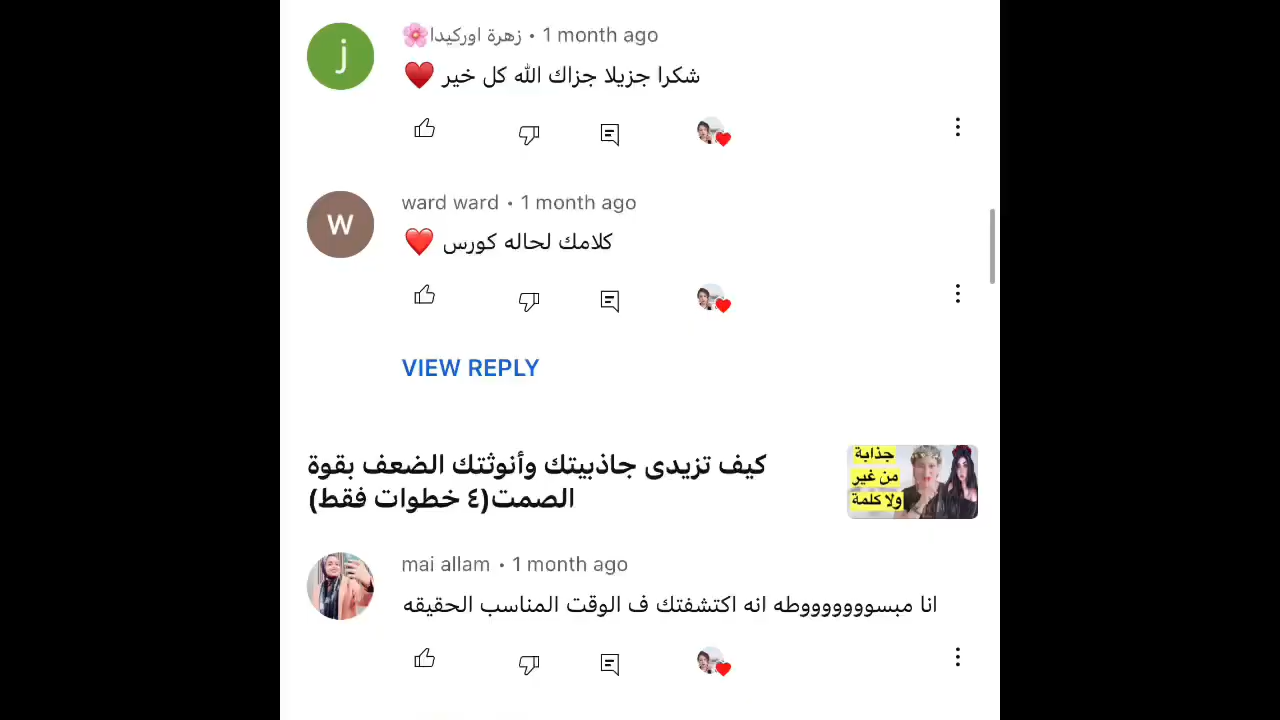 j
🌸زهرة اوركيدا • 1 month ago
شكرا جزيلا جزاك الله كل خير ♥️
w
ward ward • 1 month ago
كلامك لحاله كورس ❤️
VIEW REPLY
كيف تزيدى جاذبيتك وأنوثتك الضعف بقوة
الصمت(٤ خطوات فقط)
جذابة
من غير
ولا كلمة
mai allam • 1 month ago
انا مبسوووووووطه انه اكتشفتك ف الوقت المناسب الحقيقه